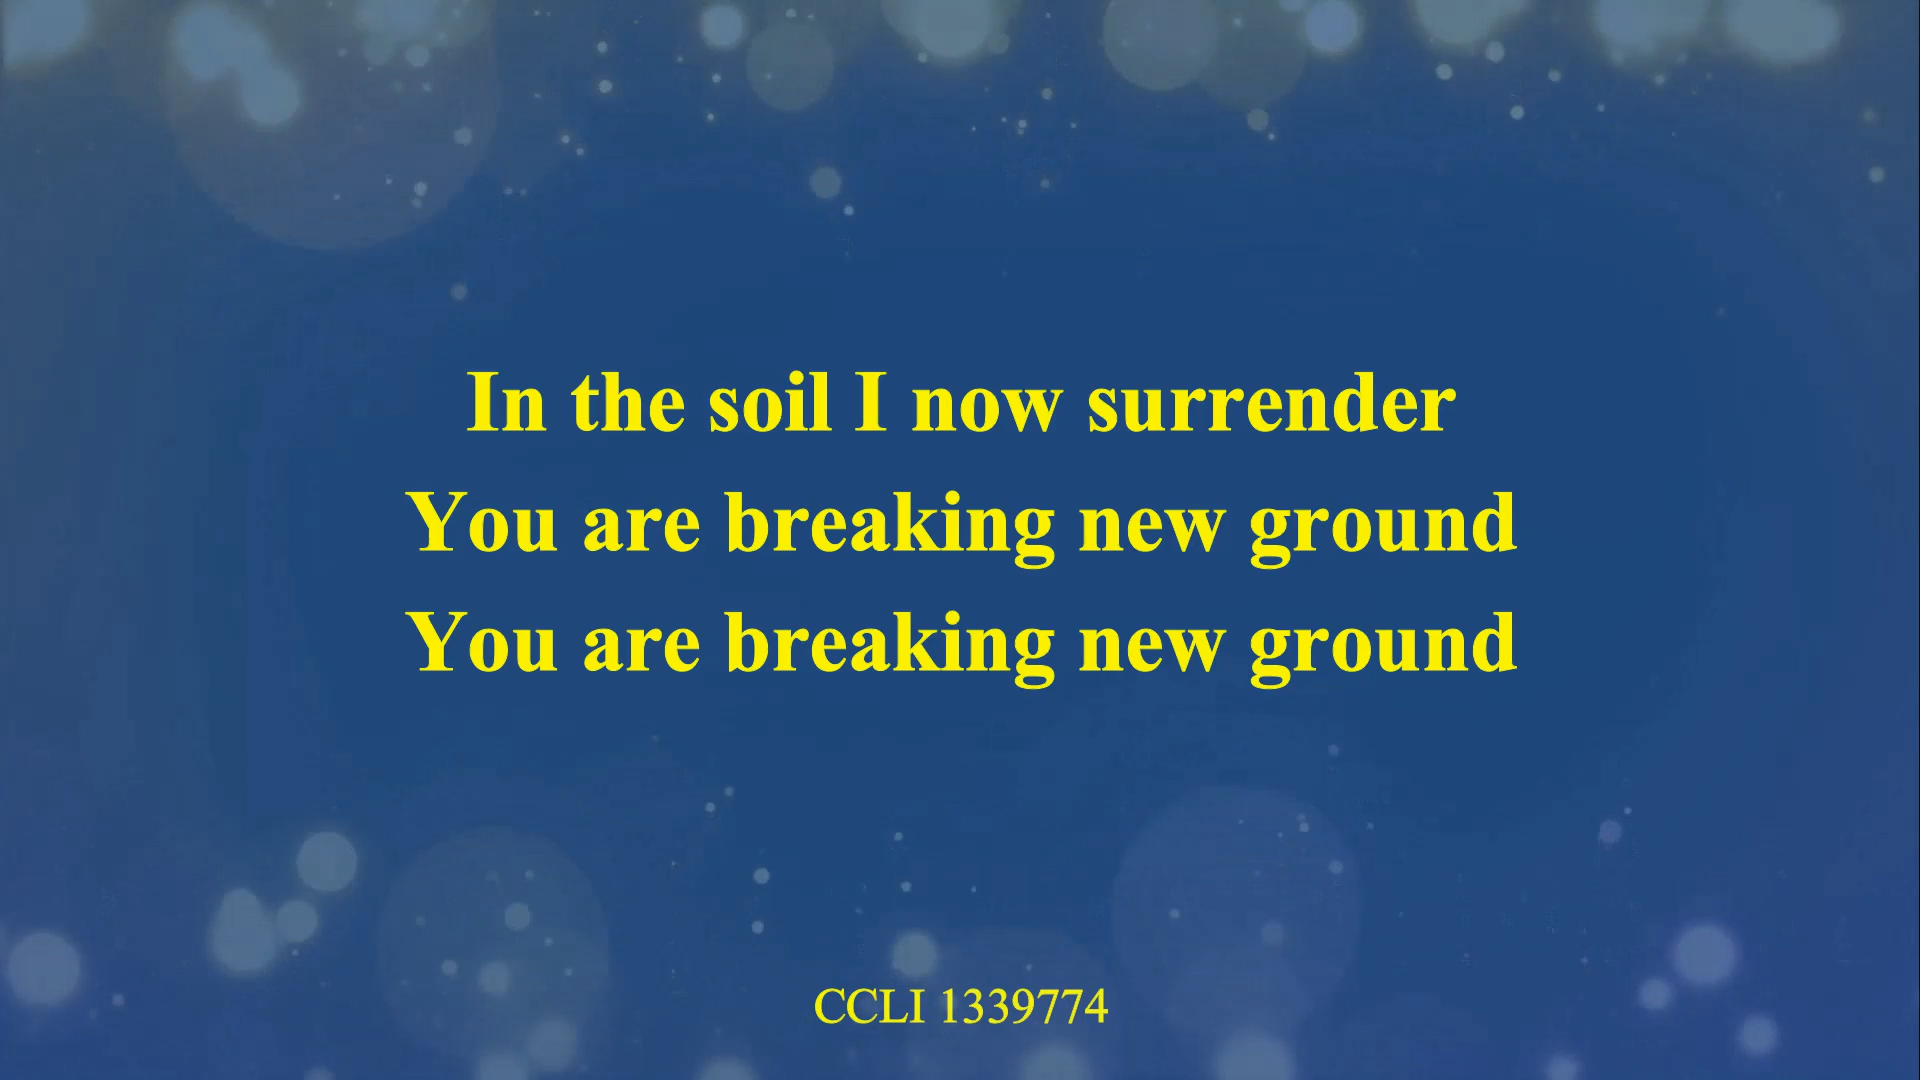 In the soil I now surrender
You are breaking new ground
You are breaking new ground
CCLI 1339774